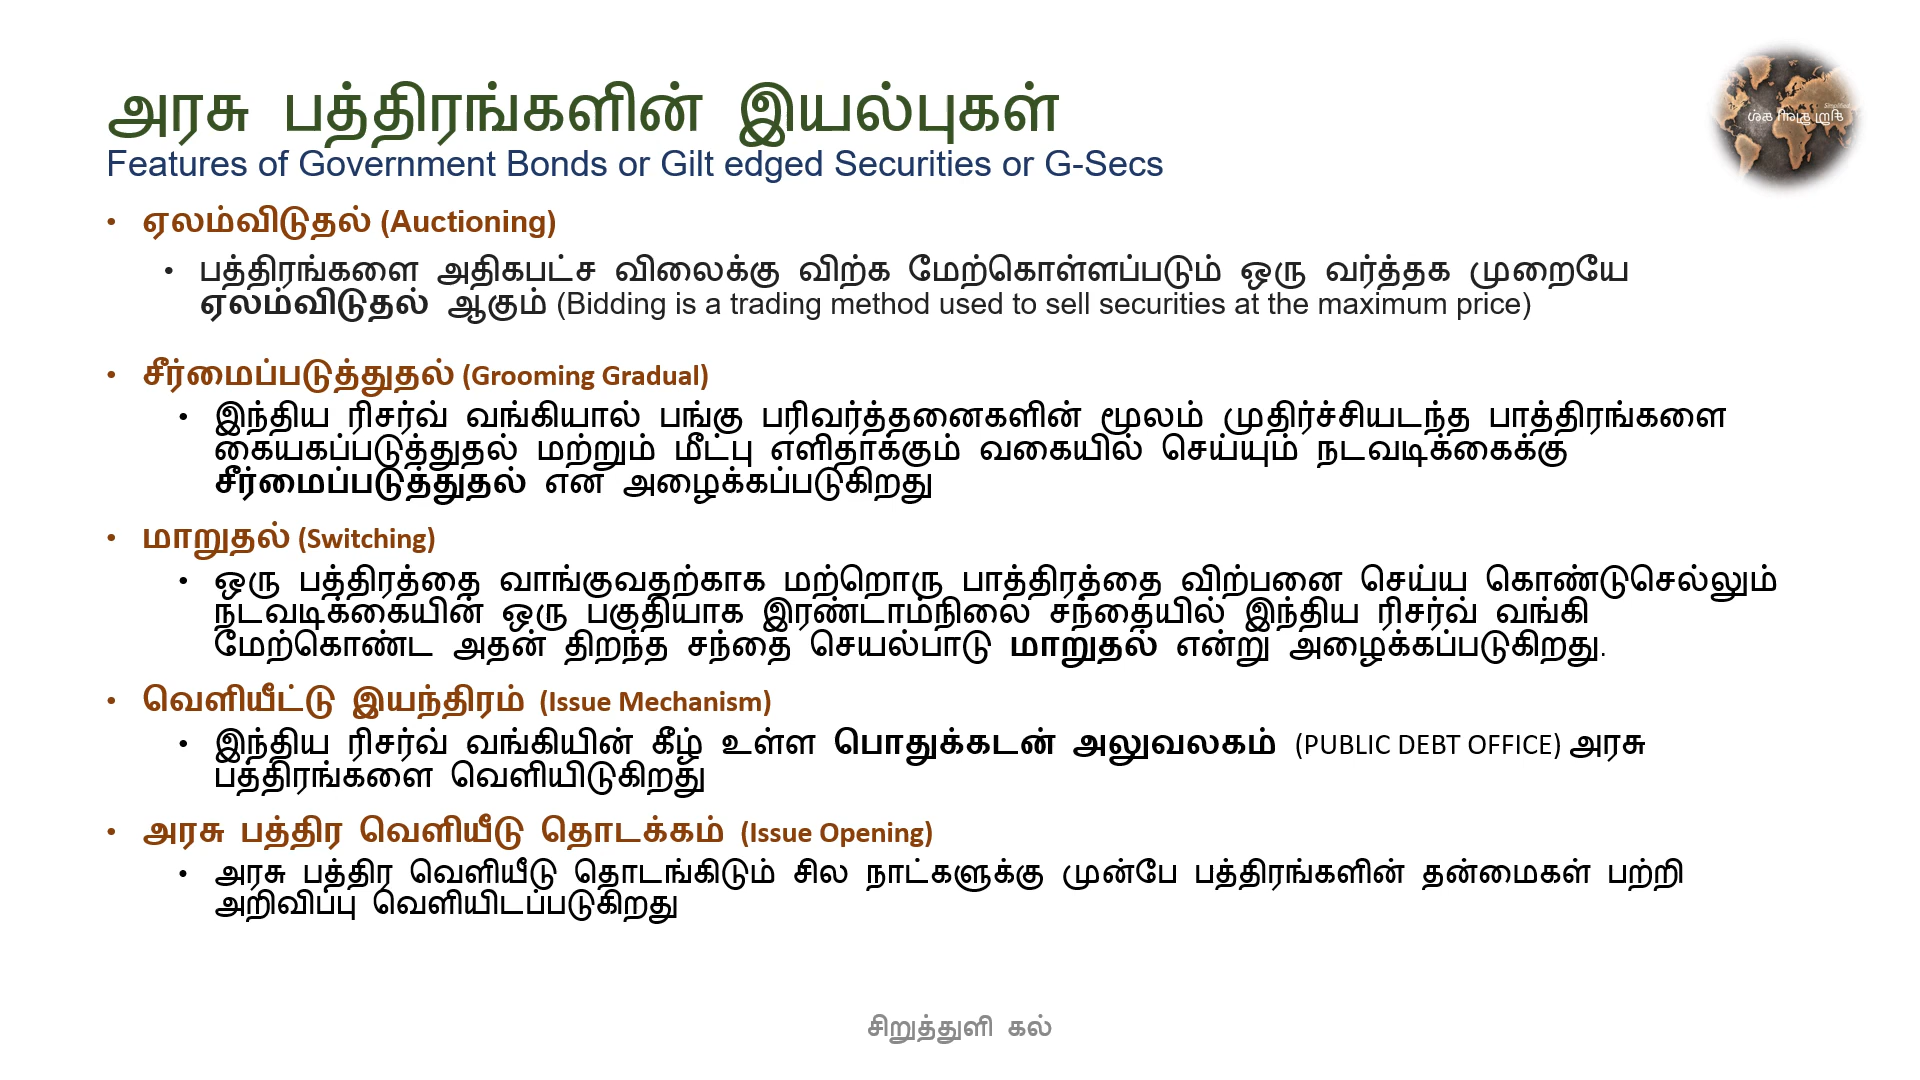 அரசு பத்திரங்களின் இயல்புகள்
Features of Government Bonds or Gilt edged Securities or G-Secs
• ஏலம்விடுதல் (Auctioning)
• பத்திரங்களை அதிகபட்ச விலைக்கு விற்க மேற்கொள்ளப்படும் ஒரு வர்த்தக முறையே
ஏலம்விடுதல் ஆகும் (Bidding is a trading method used to sell securities at the maximum price)
• சீர்மைப்படுத்துதல் (Grooming Gradual)
• இந்திய ரிசர்வ் வங்கியால் பங்கு பரிவர்த்தனைகளின் மூலம் முதிர்ச்சியடந்த பாத்திரங்களை
கையகப்படுத்துதல் மற்றும் மீட்பு எளிதாக்கும் வகையில் செய்யும் நடவடிக்கைக்கு
சீர்மைப்படுத்துதல் என அழைக்கப்படுகிறது
• மாறுதல் (Switching)
• ஒரு பத்திரத்தை வாங்குவதற்காக மற்றொரு பாத்திரத்தை விற்பனை செய்ய கொண்டுசெல்லும்
நடவடிக்கையின் ஒரு பகுதியாக இரண்டாம்நிலை சந்தையில் இந்திய ரிசர்வ் வங்கி
மேற்கொண்ட அதன் திறந்த சந்தை செயல்பாடு மாறுதல் என்று அழைக்கப்படுகிறது.
• வெளியீட்டு இயந்திரம் (Issue Mechanism)
• இந்திய ரிசர்வ் வங்கியின் கீழ் உள்ள பொதுக்கடன் அலுவலகம் (PUBLIC DEBT OFFICE) அரசு
பத்திரங்களை வெளியிடுகிறது
• அரசு பத்திர வெளியீடு தொடக்கம் (Issue Opening)
• அரசு பத்திர வெளியீடு தொடங்கிடும் சில நாட்களுக்கு முன்பே பத்திரங்களின் தன்மைகள் பற்றி
அறிவிப்பு வெளியிடப்படுகிறது
சிறுத்துளி கல்